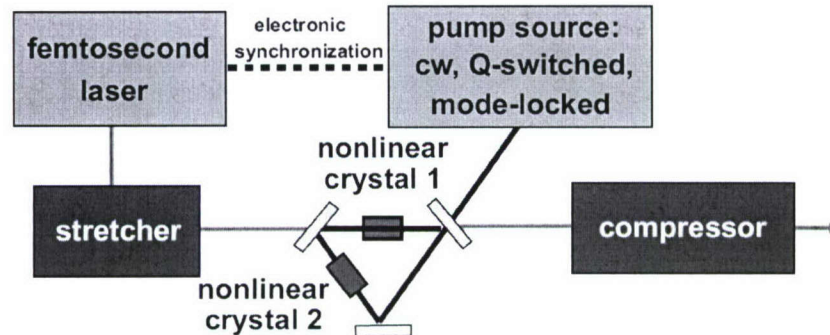 femtosecond
laser
electronic
synchronization
pump source:
cw, Q-switched,
mode-locked
nonlinear
crystal 1
stretcher
compressor
nonlinear
crystal 2